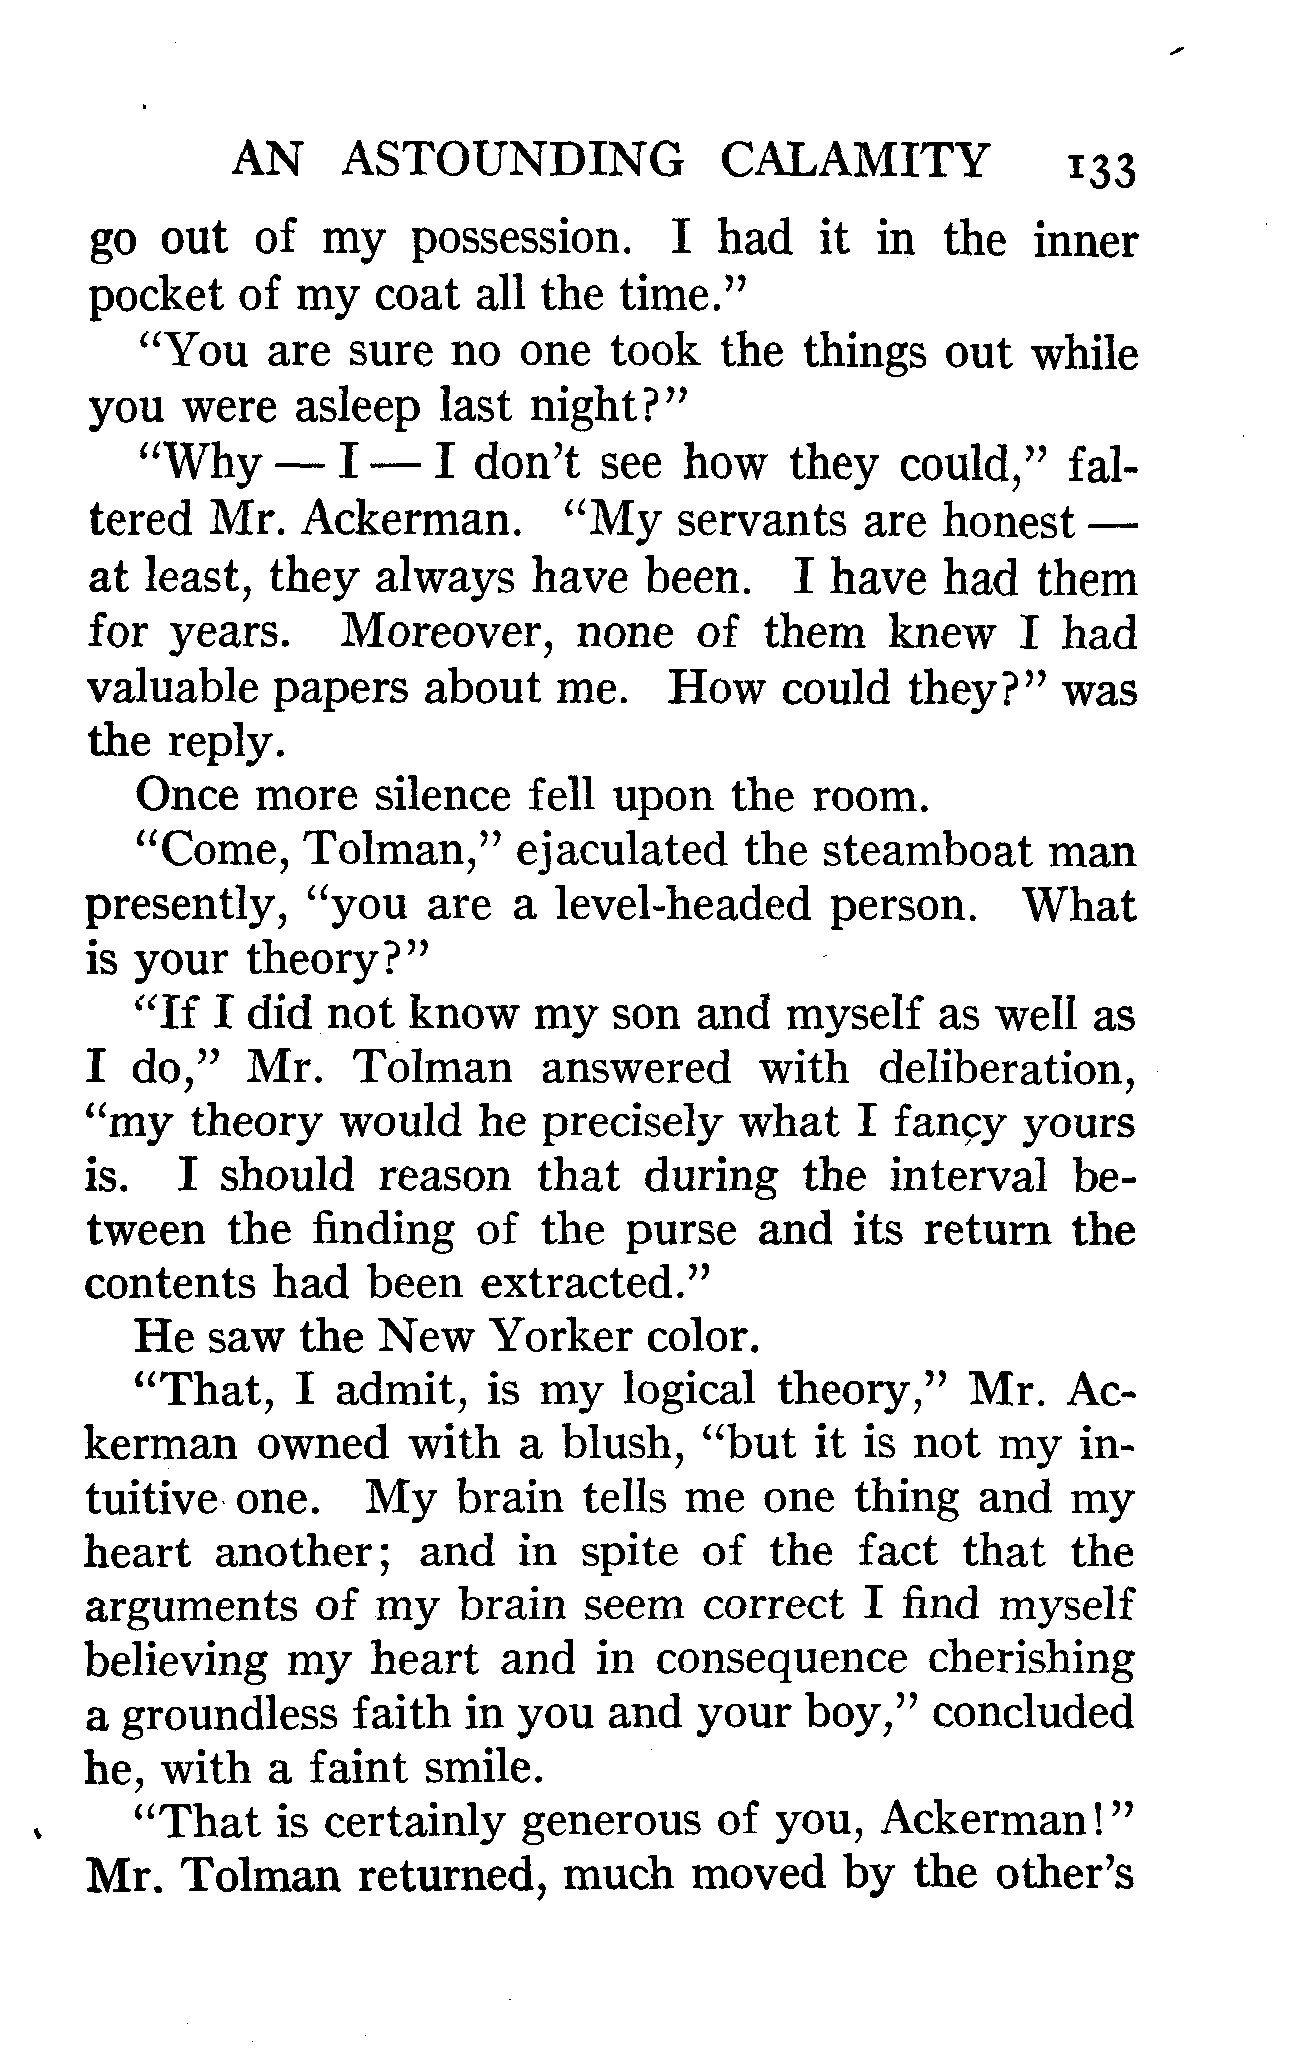 AN ASTOUNDING CALAMITY 133
go out of my possession. I had it in the inner
pocket of my coat all the time."
"You are sure no one took the things out while
you were asleep last night?"
"Why — I — I don't see how they could," fal-
tered Mr. Ackerman. "My servants are honest —
at least, they always have been. I have had them
for years. Moreover, none of them knew I had
valuable papers about me. How could they?" was
the reply.
Once more silence fell upon the room.
"Come, Tolman," ejaculated the steamboat man
presently, "you are a level-headed person. What
is your theory?"
"If I did not know my son and myself as well as
I do," Mr. Tolman answered with deliberation,
"my theory would he precisely what I fancy yours
is. I should reason that during the interval be-
tween the finding of the purse and its return the
contents had been extracted."
He saw the New Yorker color.
"That, I admit, is my logical theory," Mr. Ac-
kerman owned with a blush, "but it is not my in-
tuitive one. My brain tells me one thing and my
heart another; and in spite of the fact that the
arguments of my brain seem correct I find myself
believing my heart and in consequence cherishing
a groundless faith in you and your boy," concluded
he, with a faint smile.
"That is certainly generous of you, Ackerman!"
Mr. Tolman returned, much moved by the other's